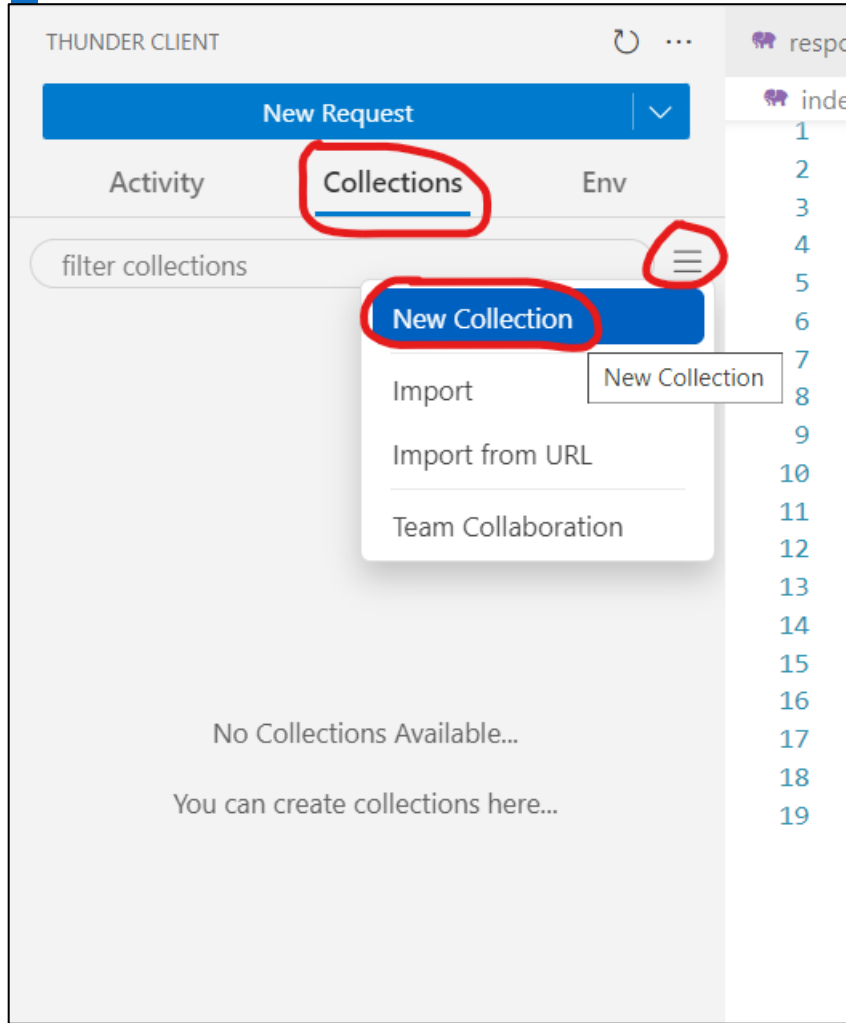 THUNDER CLIENT
New Request
Activity Collections Env
filter collections
New Collection
New Collection
Import
Import from URL
Team Collaboration
No Collections Available...
You can create collections here...
respo
inde
1
2
3
4
5
6
7
8
9
10
11
12
13
14
15
16
17
18
19